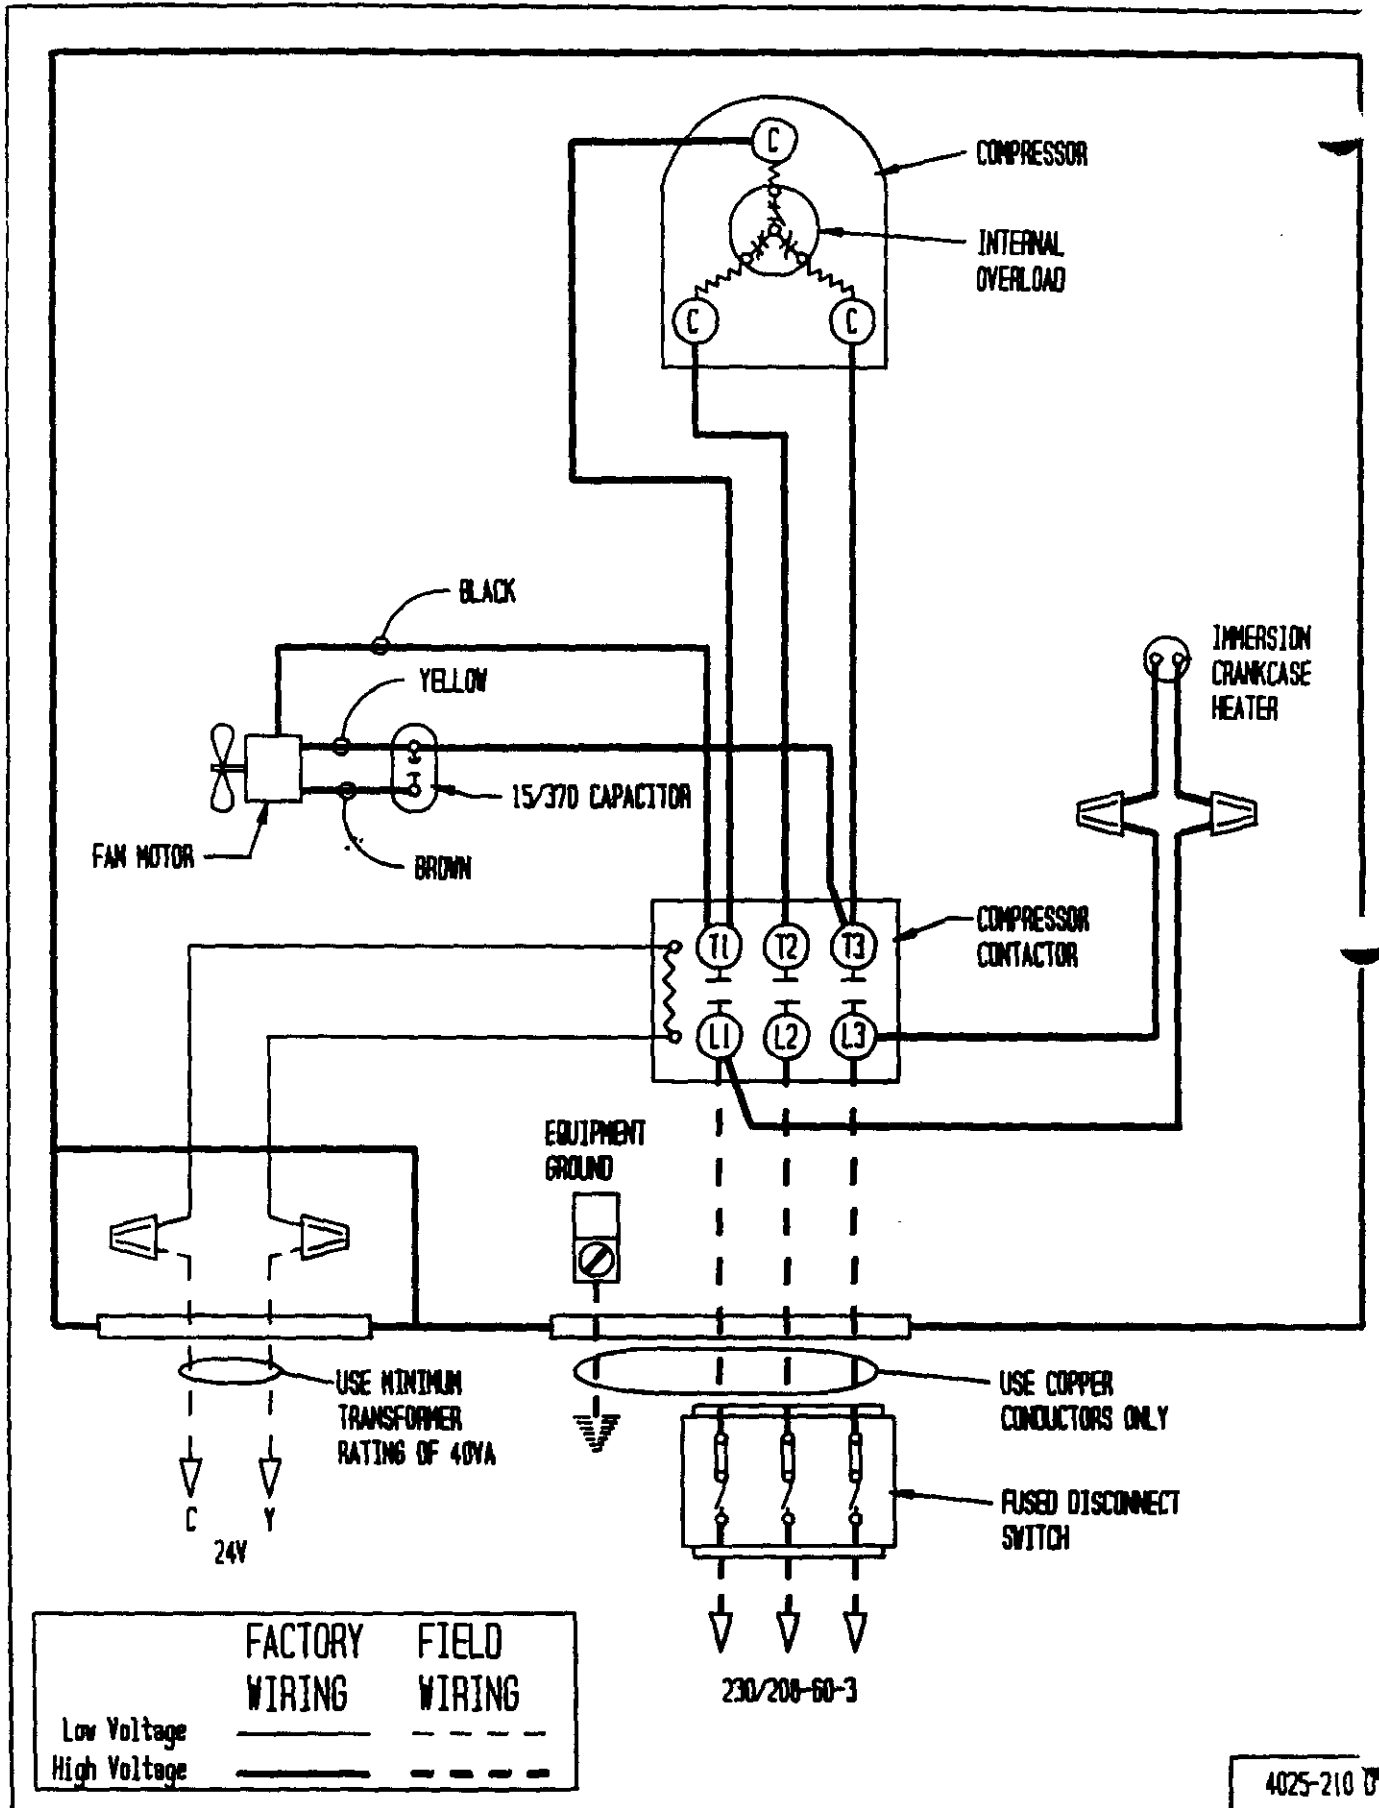 C
COMPRESSOR
INTERNAL
OVERLOAD
C
C
BLACK
YELLOW
15/370 CAPACITOR
FAN MOTOR
BROWN
IMMERSION
CRANKCASE
HEATER
T1
T2
T3
COMPRESSOR
CONTACTOR
L1
L2
L3
EQUIPMENT
GROUND
USE MINIMUM
TRANSFORMER
RATING OF 40VA
USE COPPER
CONDUCTORS ONLY
FUSED DISCONNECT
SWITCH
C
Y
24V
230/208-60-3
FACTORY
WIRING
FIELD
WIRING
Low Voltage
High Voltage
4025-210